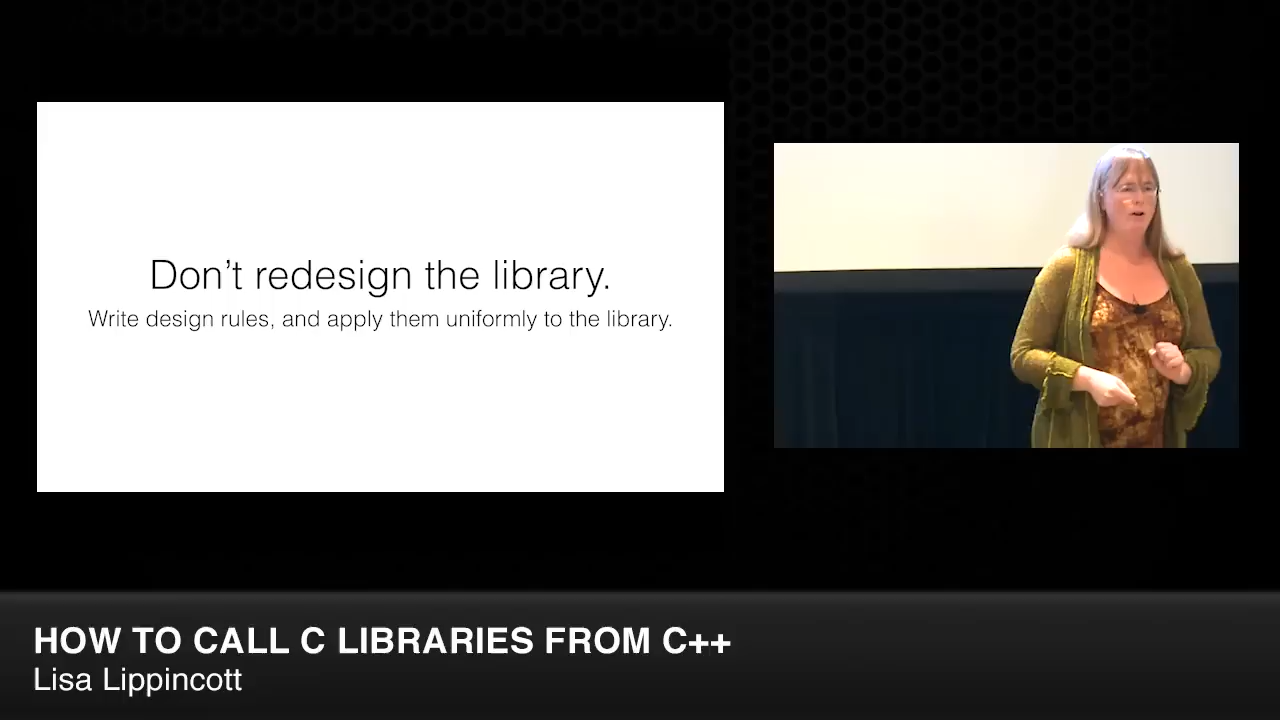 Don't redesign the library.
Write design rules, and apply them uniformly to the library.
HOW TO CALL C LIBRARIES FROM C++
Lisa Lippincott